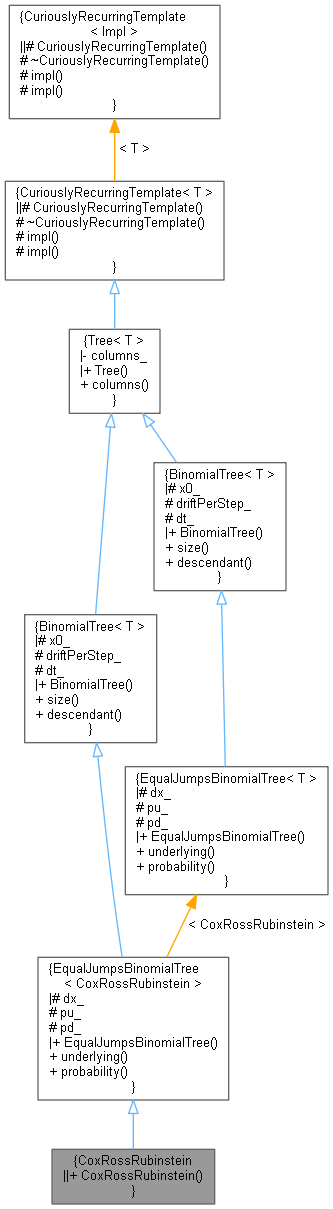 {CuriouslyRecurringTemplate
< Impl >
||# CuriouslyRecurringTemplate()
# ~CuriouslyRecurringTemplate()
# impl()
# impl()
}
< T >
{CuriouslyRecurringTemplate< T >
||# CuriouslyRecurringTemplate()
# ~CuriouslyRecurringTemplate()
# impl()
# impl()
}
{Tree< T >
|- columns_
|+ Tree()
+ columns()
}
{BinomialTree< T >
|# x0_
# driftPerStep_
# dt_
|+ BinomialTree()
+ size()
+ descendant()
}
{BinomialTree< T >
|# x0_
# driftPerStep_
# dt_
|+ BinomialTree()
+ size()
+ descendant()
}
{EqualJumpsBinomialTree< T >
|# dx_
# pu_
# pd_
|+ EqualJumpsBinomialTree()
+ underlying()
+ probability()
}
< CoxRossRubinstein >
{EqualJumpsBinomialTree
< CoxRossRubinstein >
|# dx_
# pu_
# pd_
|+ EqualJumpsBinomialTree()
+ underlying()
+ probability()
}
{CoxRossRubinstein
||+ CoxRossRubinstein()
}